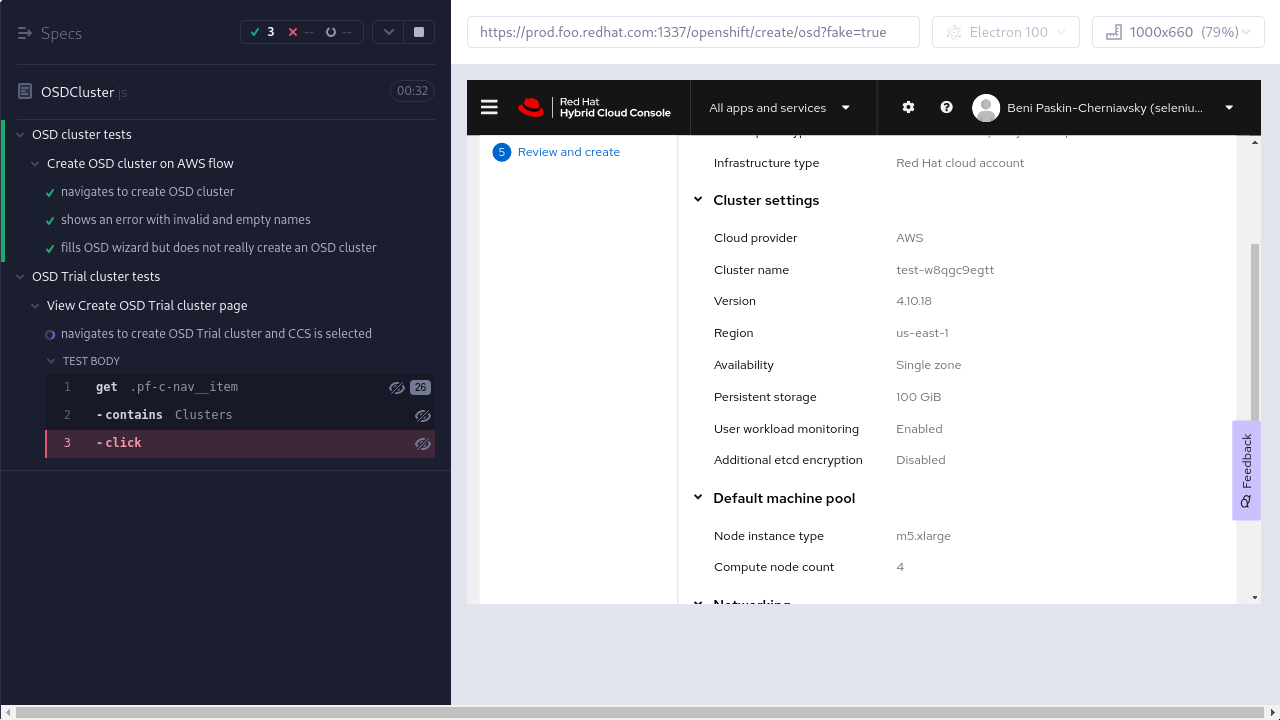 Specs
3
--
--
OSDCluster.js
00:32
OSD cluster tests
Create OSD cluster on AWS flow
navigates to create OSD cluster
shows an error with invalid and empty names
fills OSD wizard but does not really create an OSD cluster
OSD Trial cluster tests
View Create OSD Trial cluster page
navigates to create OSD Trial cluster and CCS is selected
TEST BODY
1 get .pf-c-nav__item 26
2 -contains Clusters
3 -click
https://prod.foo.redhat.com:1337/openshift/create/osd?fake=true
Electron 100
1000x660 (79%)
Red Hat
Hybrid Cloud Console
All apps and services
Beni Paskin-Cherniavsky (seleniu...
5 Review and create
Infrastructure type Red Hat cloud account
Cluster settings
Cloud provider AWS
Cluster name test-w8qgc9egtt
Version 4.10.18
Region us-east-1
Availability Single zone
Persistent storage 100 GiB
User workload monitoring Enabled
Additional etcd encryption Disabled
Default machine pool
Node instance type m5.xlarge
Compute node count 4
Networking
Feedback